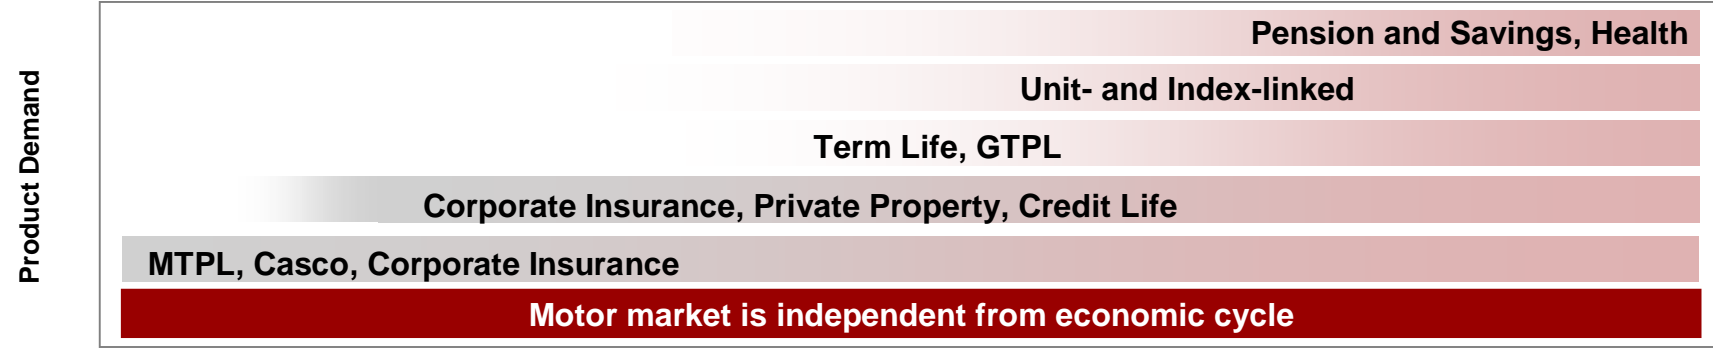 Product Demand
Pension and Savings, Health
Unit- and Index-linked
Term Life, GTPL
Corporate Insurance, Private Property, Credit Life
MTPL, Casco, Corporate Insurance
Motor market is independent from economic cycle